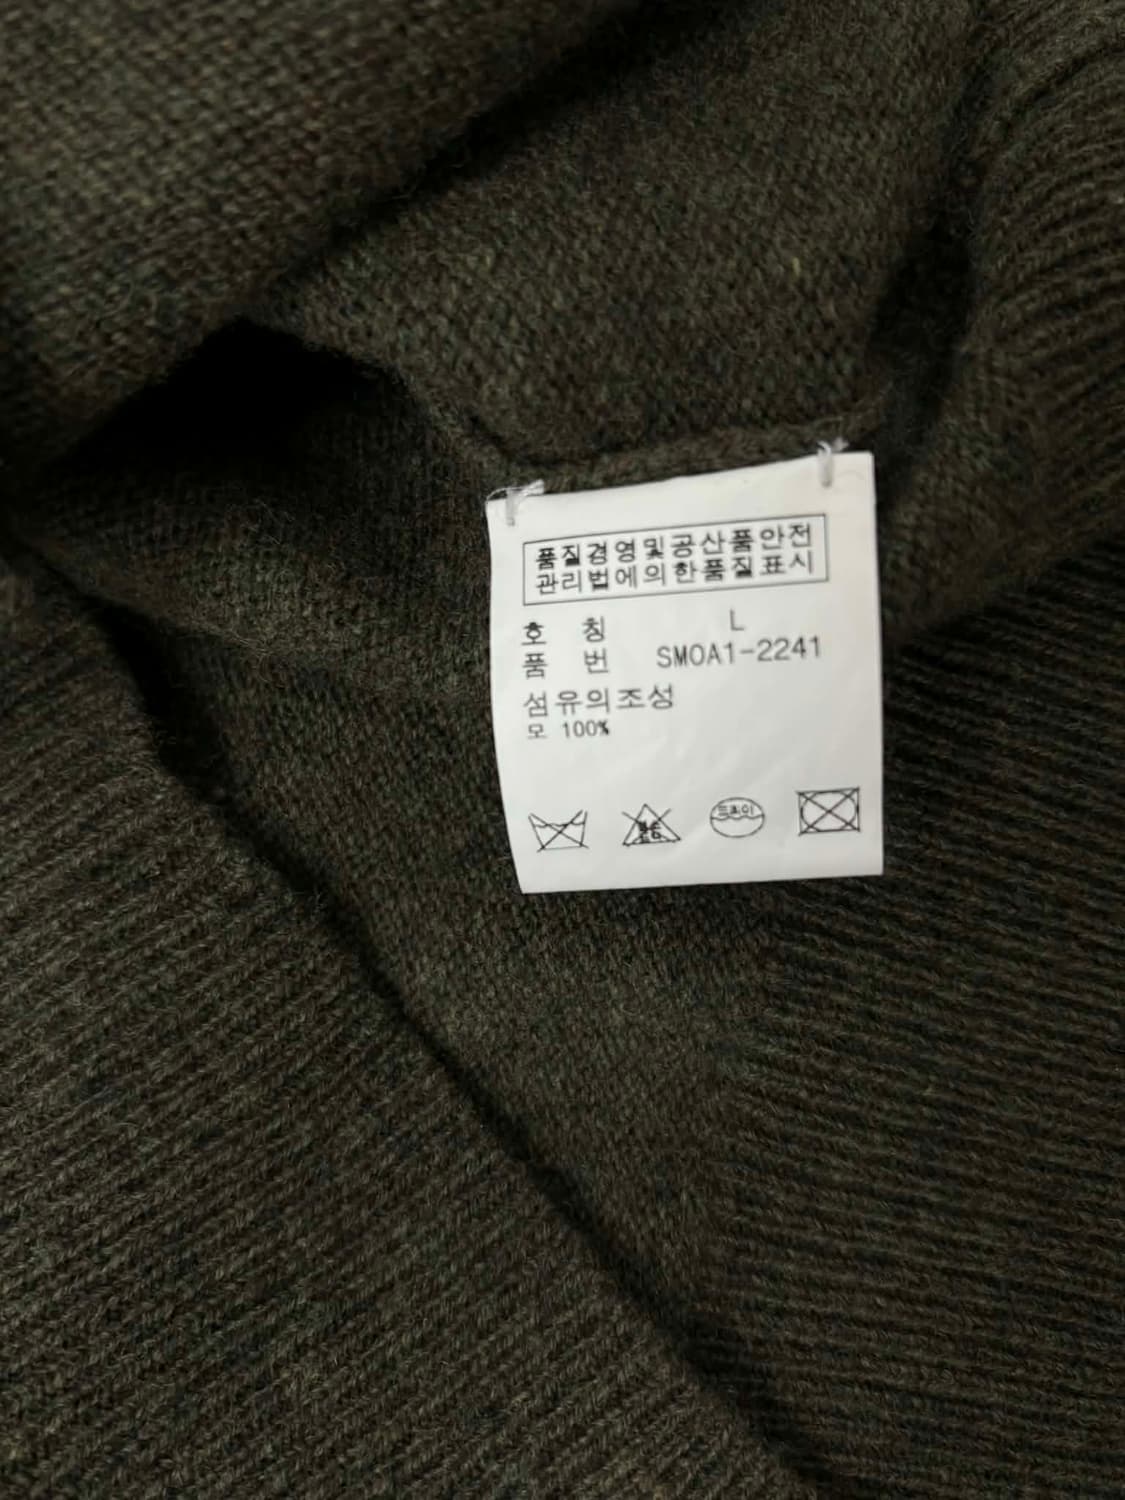 품질경영및공산품안전
관리법에의한품질표시
호 칭 L
품 번 SMOA1-2241
섬유의조성
모 100%
드라이